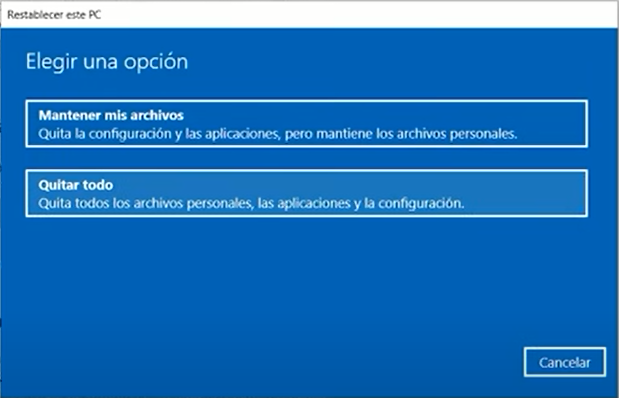 Restablecer este PC
Elegir una opción
Mantener mis archivos
Quita la configuración y las aplicaciones, pero mantiene los archivos personales.
Quitar todo
Quita todos los archivos personales, las aplicaciones y la configuración.
Cancelar